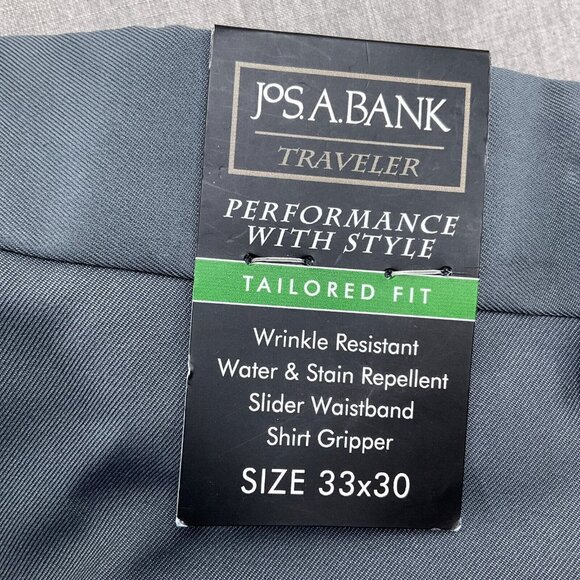 JOS. A. BANK
TRAVELER
PERFORMANCE
WITH STYLE
TAILORED FIT
Wrinkle Resistant
Water & Stain Repellent
Slider Waistband
Shirt Gripper
SIZE 33x30